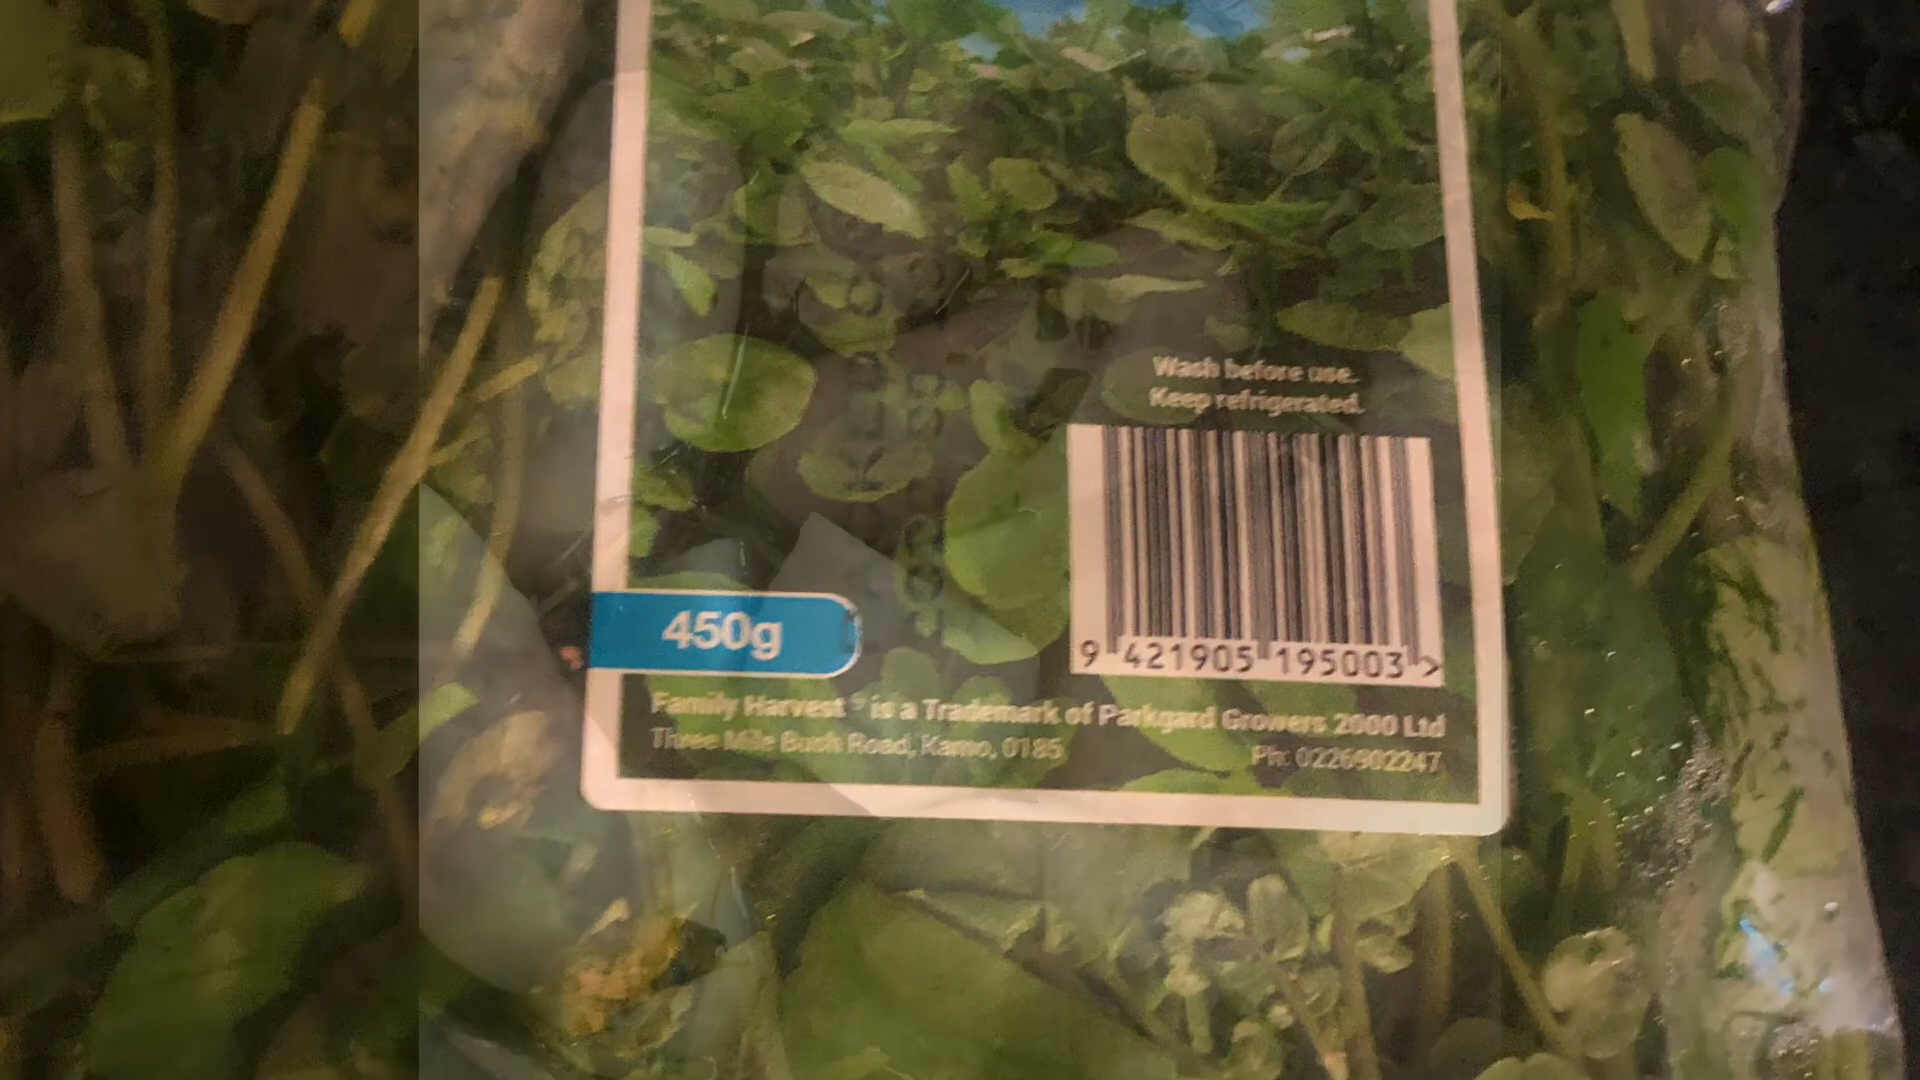 Wash before use.
Keep refrigerated.
450g
9 421905 195003 >
Family Harvest ® is a Trademark of Parkgard Growers 2000 Ltd
Three Mile Bush Road, Kamo, 0185
Ph: 0226902247